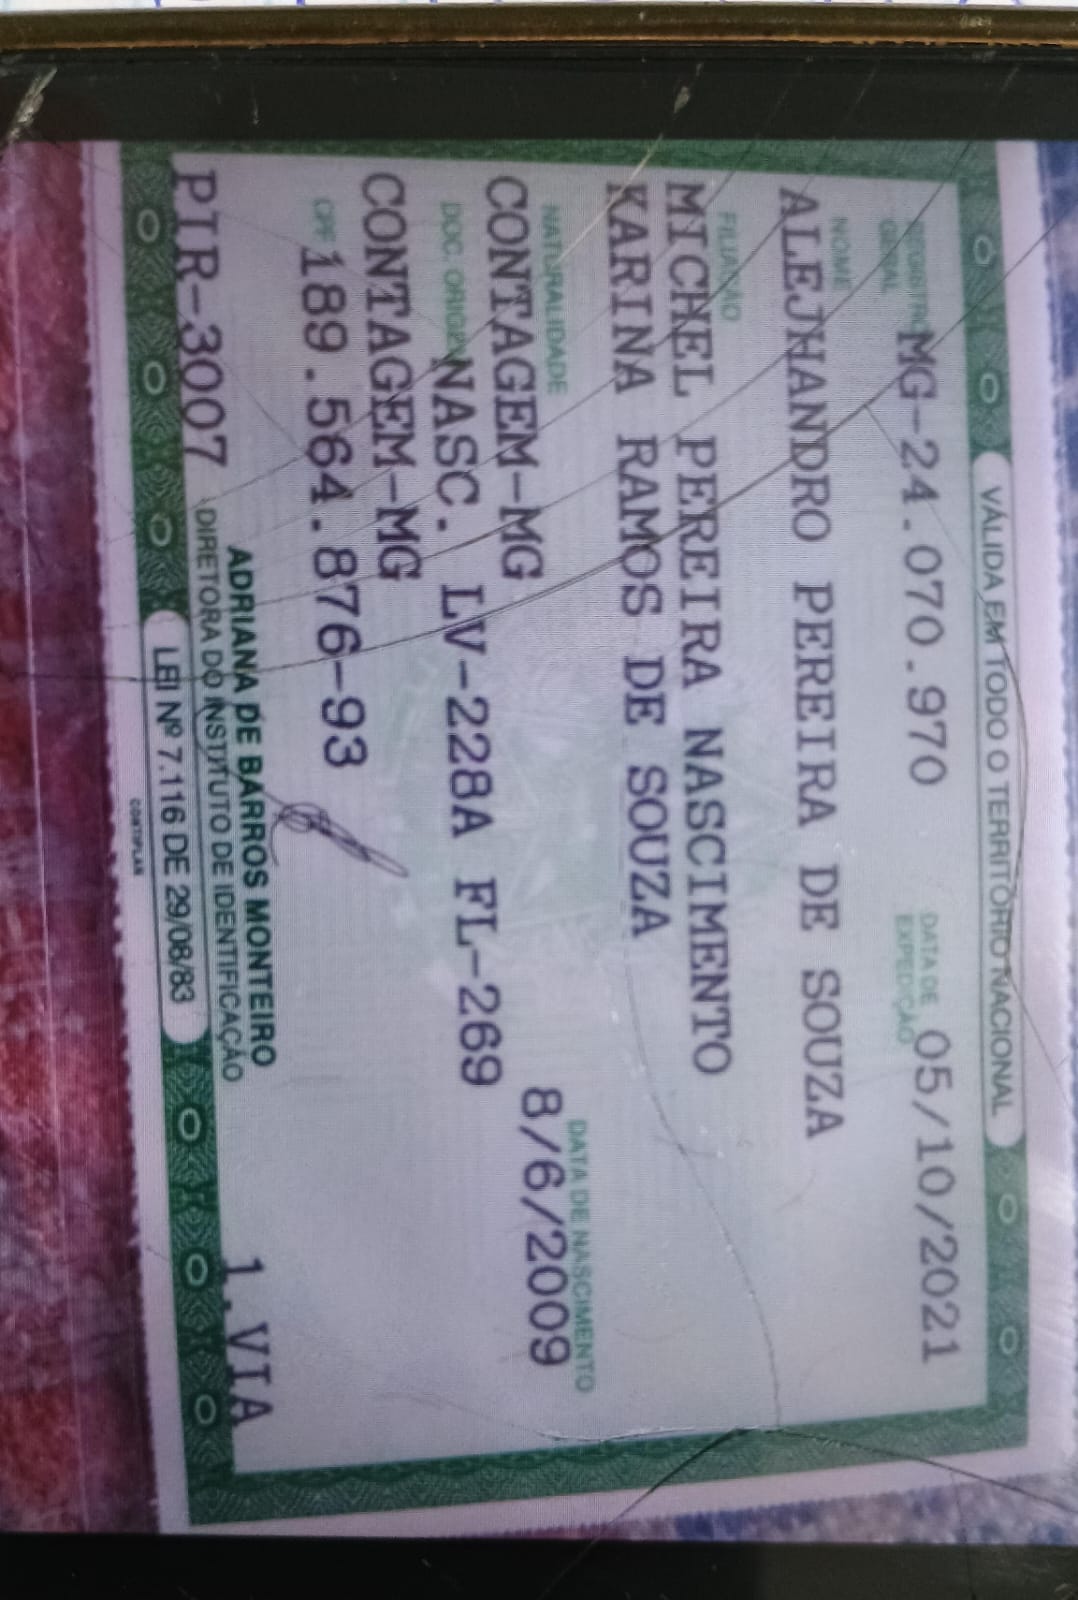 VÁLIDA EM TODO O TERRITÓRIO NACIONAL
REGISTRO GERAL MG-24.070.970 DATA DE EXPEDIÇÃO 05/10/2021
NOME
ALEJHANDRO PEREIRA DE SOUZA
FILIAÇÃO
MICHEL PEREIRA NASCIMENTO
KARINA RAMOS DE SOUZA
NATURALIDADE DATA DE NASCIMENTO
CONTAGEM-MG 8/6/2009
DOC. ORIGEM NASC. LV-228A FL-269
CONTAGEM-MG
CPF 189.564.876-93
ADRIANA DE BARROS MONTEIRO
PIR-3007 DIRETORA DO INSTITUTO DE IDENTIFICAÇÃO 1.VIA
LEI Nº 7.116 DE 29/08/83